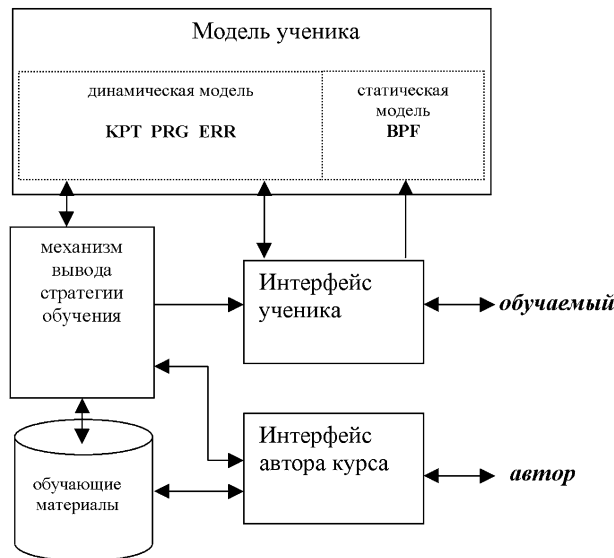 Модель ученика
динамическая модель
KPT PRG ERR
статическая
модель
BPF
механизм
вывода
стратегии
обучения
Интерфейс
ученика
обучаемый
Интерфейс
автора курса
автор
обучающие
материалы